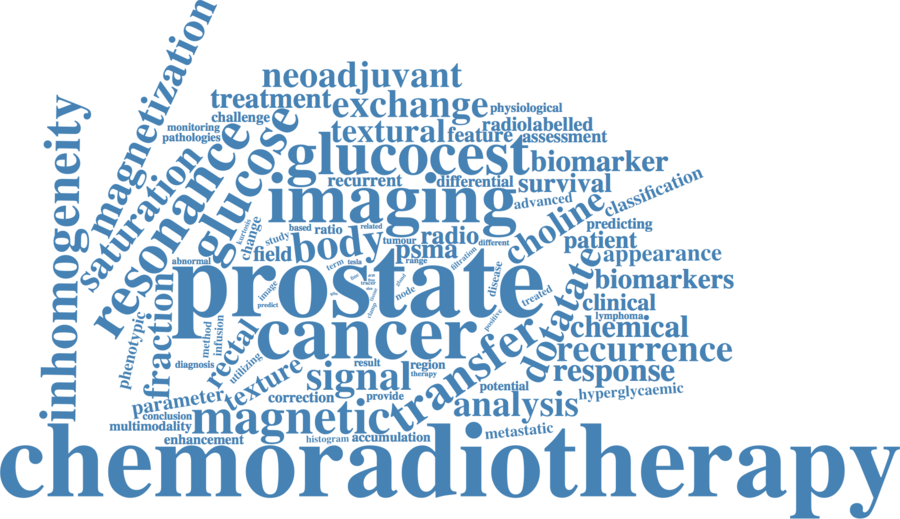 magnetization
neoadjuvant
treatment
exchange
physiological
challenge
radiolabelled
monitoring
textural
feature
assessment
pathologies
inhomogeneity
saturation
resonance
glucose
glucocest
biomarker
recurrent
differential
survival
imaging
advanced
choline
classification
kurtosis
change
study
based
ratio
related
predicting
body
tumour
radio
different
patient
field
psma
appearance
abnormal
term
tesla
range
filtration
disease
prostate
biomarkers
image
predict
node
treated
clinical
dotatate
lymphoma
positive
phenotypic
fraction
method
infusion
cancer
transfer
chemical
rectal
utilizing
recurrence
diagnosis
result
region
therapy
signal
response
texture
potential
hyperglycaemic
parameter
correction
provide
analysis
conclusion
magnetic
multimodality
metastatic
enhancement
histogram
accumulation
chemoradiotherapy